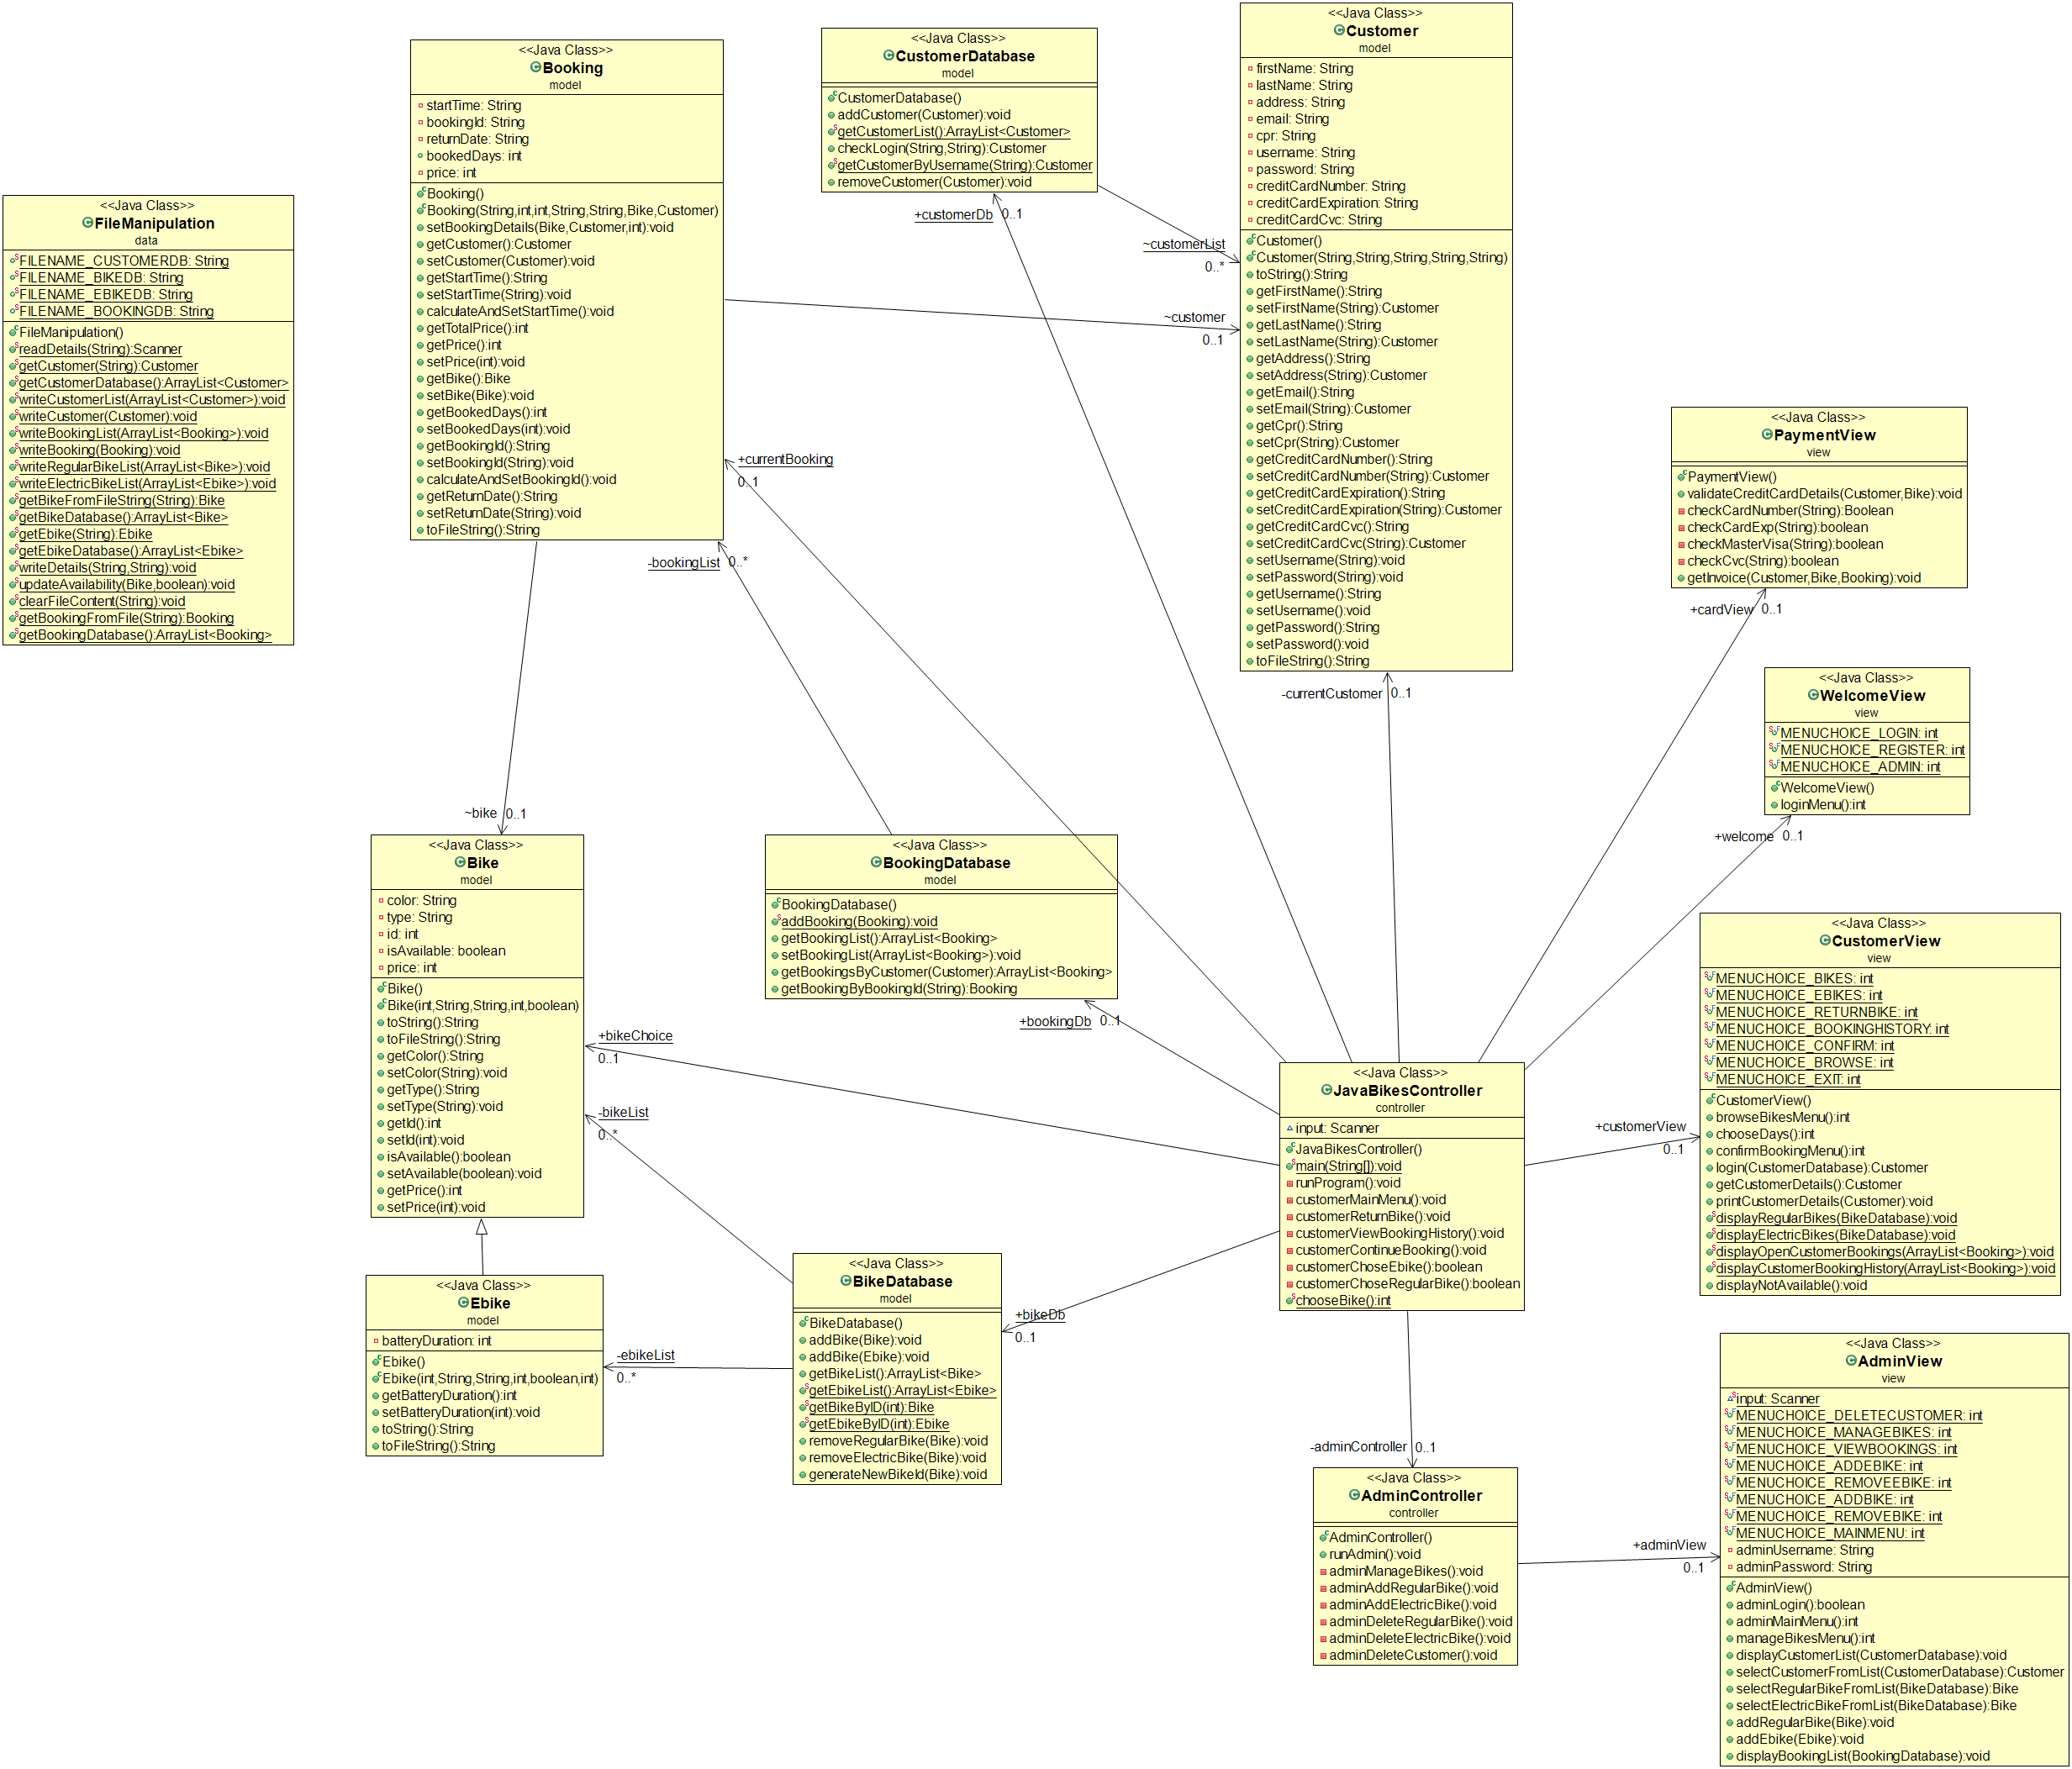 <<Java Class>>
FileManipulation
data
FILENAME_CUSTOMERDB: String
FILENAME_BIKEDB: String
FILENAME_EBIKEDB: String
FILENAME_BOOKINGDB: String
FileManipulation()
readDetails(String):Scanner
getCustomer(String):Customer
getCustomerDatabase():ArrayList<Customer>
writeCustomerList(ArrayList<Customer>):void
writeCustomer(Customer):void
writeBookingList(ArrayList<Booking>):void
writeBooking(Booking):void
writeRegularBikeList(ArrayList<Bike>):void
writeElectricBikeList(ArrayList<Ebike>):void
getBikeFromFileString(String):Bike
getBikeDatabase():ArrayList<Bike>
getEbike(String):Ebike
getEbikeDatabase():ArrayList<Ebike>
writeDetails(String,String):void
updateAvailability(Bike,boolean):void
clearFileContent(String):void
getBookingFromFile(String):Booking
getBookingDatabase():ArrayList<Booking>
<<Java Class>>
Booking
model
startTime: String
bookingId: String
returnDate: String
bookedDays: int
price: int
Booking()
Booking(String,int,int,String,String,Bike,Customer)
setBookingDetails(Bike,Customer,int):void
getCustomer():Customer
setCustomer(Customer):void
getStartTime():String
setStartTime(String):void
calculateAndSetStartTime():void
getTotalPrice():int
getPrice():int
setPrice(int):void
getBike():Bike
setBike(Bike):void
getBookedDays():int
setBookedDays(int):void
getBookingId():String
setBookingId(String):void
calculateAndSetBookingId():void
getReturnDate():String
setReturnDate(String):void
toFileString():String
<<Java Class>>
CustomerDatabase
model
CustomerDatabase()
addCustomer(Customer):void
getCustomerList():ArrayList<Customer>
checkLogin(String,String):Customer
getCustomerByUsername(String):Customer
removeCustomer(Customer):void
+customerDb 0..1
~customerList
0..*
~customer
0..1
+currentBooking
0..1
-bookingList 0..*
<<Java Class>>
Customer
model
firstName: String
lastName: String
address: String
email: String
cpr: String
username: String
password: String
creditCardNumber: String
creditCardExpiration: String
creditCardCvc: String
Customer()
Customer(String,String,String,String,String)
toString():String
getFirstName():String
setFirstName(String):Customer
getLastName():String
setLastName(String):Customer
getAddress():String
setAddress(String):Customer
getEmail():String
setEmail(String):Customer
getCpr():String
setCpr(String):Customer
getCreditCardNumber():String
setCreditCardNumber(String):Customer
getCreditCardExpiration():String
setCreditCardExpiration(String):Customer
getCreditCardCvc():String
setCreditCardCvc(String):Customer
setUsername(String):void
setPassword(String):void
getUsername():String
setUsername():void
getPassword():String
setPassword():void
toFileString():String
-currentCustomer 0..1
<<Java Class>>
PaymentView
view
PaymentView()
validateCreditCardDetails(Customer,Bike):void
checkCardNumber(String):Boolean
checkCardExp(String):boolean
checkMasterVisa(String):boolean
checkCvc(String):boolean
getInvoice(Customer,Bike,Booking):void
+cardView 0..1
<<Java Class>>
WelcomeView
view
MENUCHOICE_LOGIN: int
MENUCHOICE_REGISTER: int
MENUCHOICE_ADMIN: int
WelcomeView()
loginMenu():int
+welcome 0..1
~bike 0..1
<<Java Class>>
Bike
model
color: String
type: String
id: int
isAvailable: boolean
price: int
Bike()
Bike(int,String,String,int,boolean)
toString():String
toFileString():String
getColor():String
setColor(String):void
getType():String
setType(String):void
getId():int
setId(int):void
isAvailable():boolean
setAvailable(boolean):void
getPrice():int
setPrice(int):void
+bikeChoice
0..1
-bikeList
0..*
<<Java Class>>
BookingDatabase
model
BookingDatabase()
addBooking(Booking):void
getBookingList():ArrayList<Booking>
setBookingList(ArrayList<Booking>):void
getBookingsByCustomer(Customer):ArrayList<Booking>
getBookingByBookingId(String):Booking
+bookingDb 0..1
<<Java Class>>
JavaBikesController
controller
input: Scanner
JavaBikesController()
main(String[]):void
runProgram():void
customerMainMenu():void
customerReturnBike():void
customerViewBookingHistory():void
customerContinueBooking():void
customerChoseEbike():boolean
customerChoseRegularBike():boolean
chooseBike():int
+customerView
0..1
<<Java Class>>
CustomerView
view
MENUCHOICE_BIKES: int
MENUCHOICE_EBIKES: int
MENUCHOICE_RETURNBIKE: int
MENUCHOICE_BOOKINGHISTORY: int
MENUCHOICE_CONFIRM: int
MENUCHOICE_BROWSE: int
MENUCHOICE_EXIT: int
CustomerView()
browseBikesMenu():int
chooseDays():int
confirmBookingMenu():int
login(CustomerDatabase):Customer
getCustomerDetails():Customer
printCustomerDetails(Customer):void
displayRegularBikes(BikeDatabase):void
displayElectricBikes(BikeDatabase):void
displayOpenCustomerBookings(ArrayList<Booking>):void
displayCustomerBookingHistory(ArrayList<Booking>):void
displayNotAvailable():void
<<Java Class>>
Ebike
model
batteryDuration: int
Ebike()
Ebike(int,String,String,int,boolean,int)
getBatteryDuration():int
setBatteryDuration(int):void
toString():String
toFileString():String
-ebikeList
0..*
<<Java Class>>
BikeDatabase
model
BikeDatabase()
addBike(Bike):void
addBike(Ebike):void
getBikeList():ArrayList<Bike>
getEbikeList():ArrayList<Ebike>
getBikeByID(int):Bike
getEbikeByID(int):Ebike
removeRegularBike(Bike):void
removeElectricBike(Bike):void
generateNewBikeId(Bike):void
+bikeDb
0..1
-adminController 0..1
<<Java Class>>
AdminController
controller
AdminController()
runAdmin():void
adminManageBikes():void
adminAddRegularBike():void
adminAddElectricBike():void
adminDeleteRegularBike():void
adminDeleteElectricBike():void
adminDeleteCustomer():void
+adminView
0..1
<<Java Class>>
AdminView
view
input: Scanner
MENUCHOICE_DELETECUSTOMER: int
MENUCHOICE_MANAGEBIKES: int
MENUCHOICE_VIEWBOOKINGS: int
MENUCHOICE_ADDEBIKE: int
MENUCHOICE_REMOVEEBIKE: int
MENUCHOICE_ADDBIKE: int
MENUCHOICE_REMOVEBIKE: int
MENUCHOICE_MAINMENU: int
adminUsername: String
adminPassword: String
AdminView()
adminLogin():boolean
adminMainMenu():int
manageBikesMenu():int
displayCustomerList(CustomerDatabase):void
selectCustomerFromList(CustomerDatabase):Customer
selectRegularBikeFromList(BikeDatabase):Bike
selectElectricBikeFromList(BikeDatabase):Bike
addRegularBike(Bike):void
addEbike(Ebike):void
displayBookingList(BookingDatabase):void